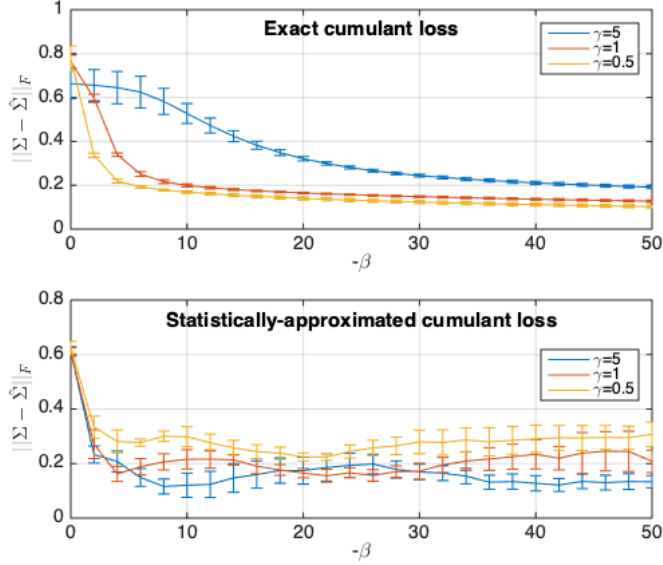 Exact cumulant loss
γ=5
γ=1
γ=0.5
||Σ − Σ̂||_F
1
0.8
0.6
0.4
0.2
0
0 10 20 30 40 50
-β
Statistically-approximated cumulant loss
γ=5
γ=1
γ=0.5
||Σ − Σ̂||_F
0.8
0.6
0.4
0.2
0
0 10 20 30 40 50
-β